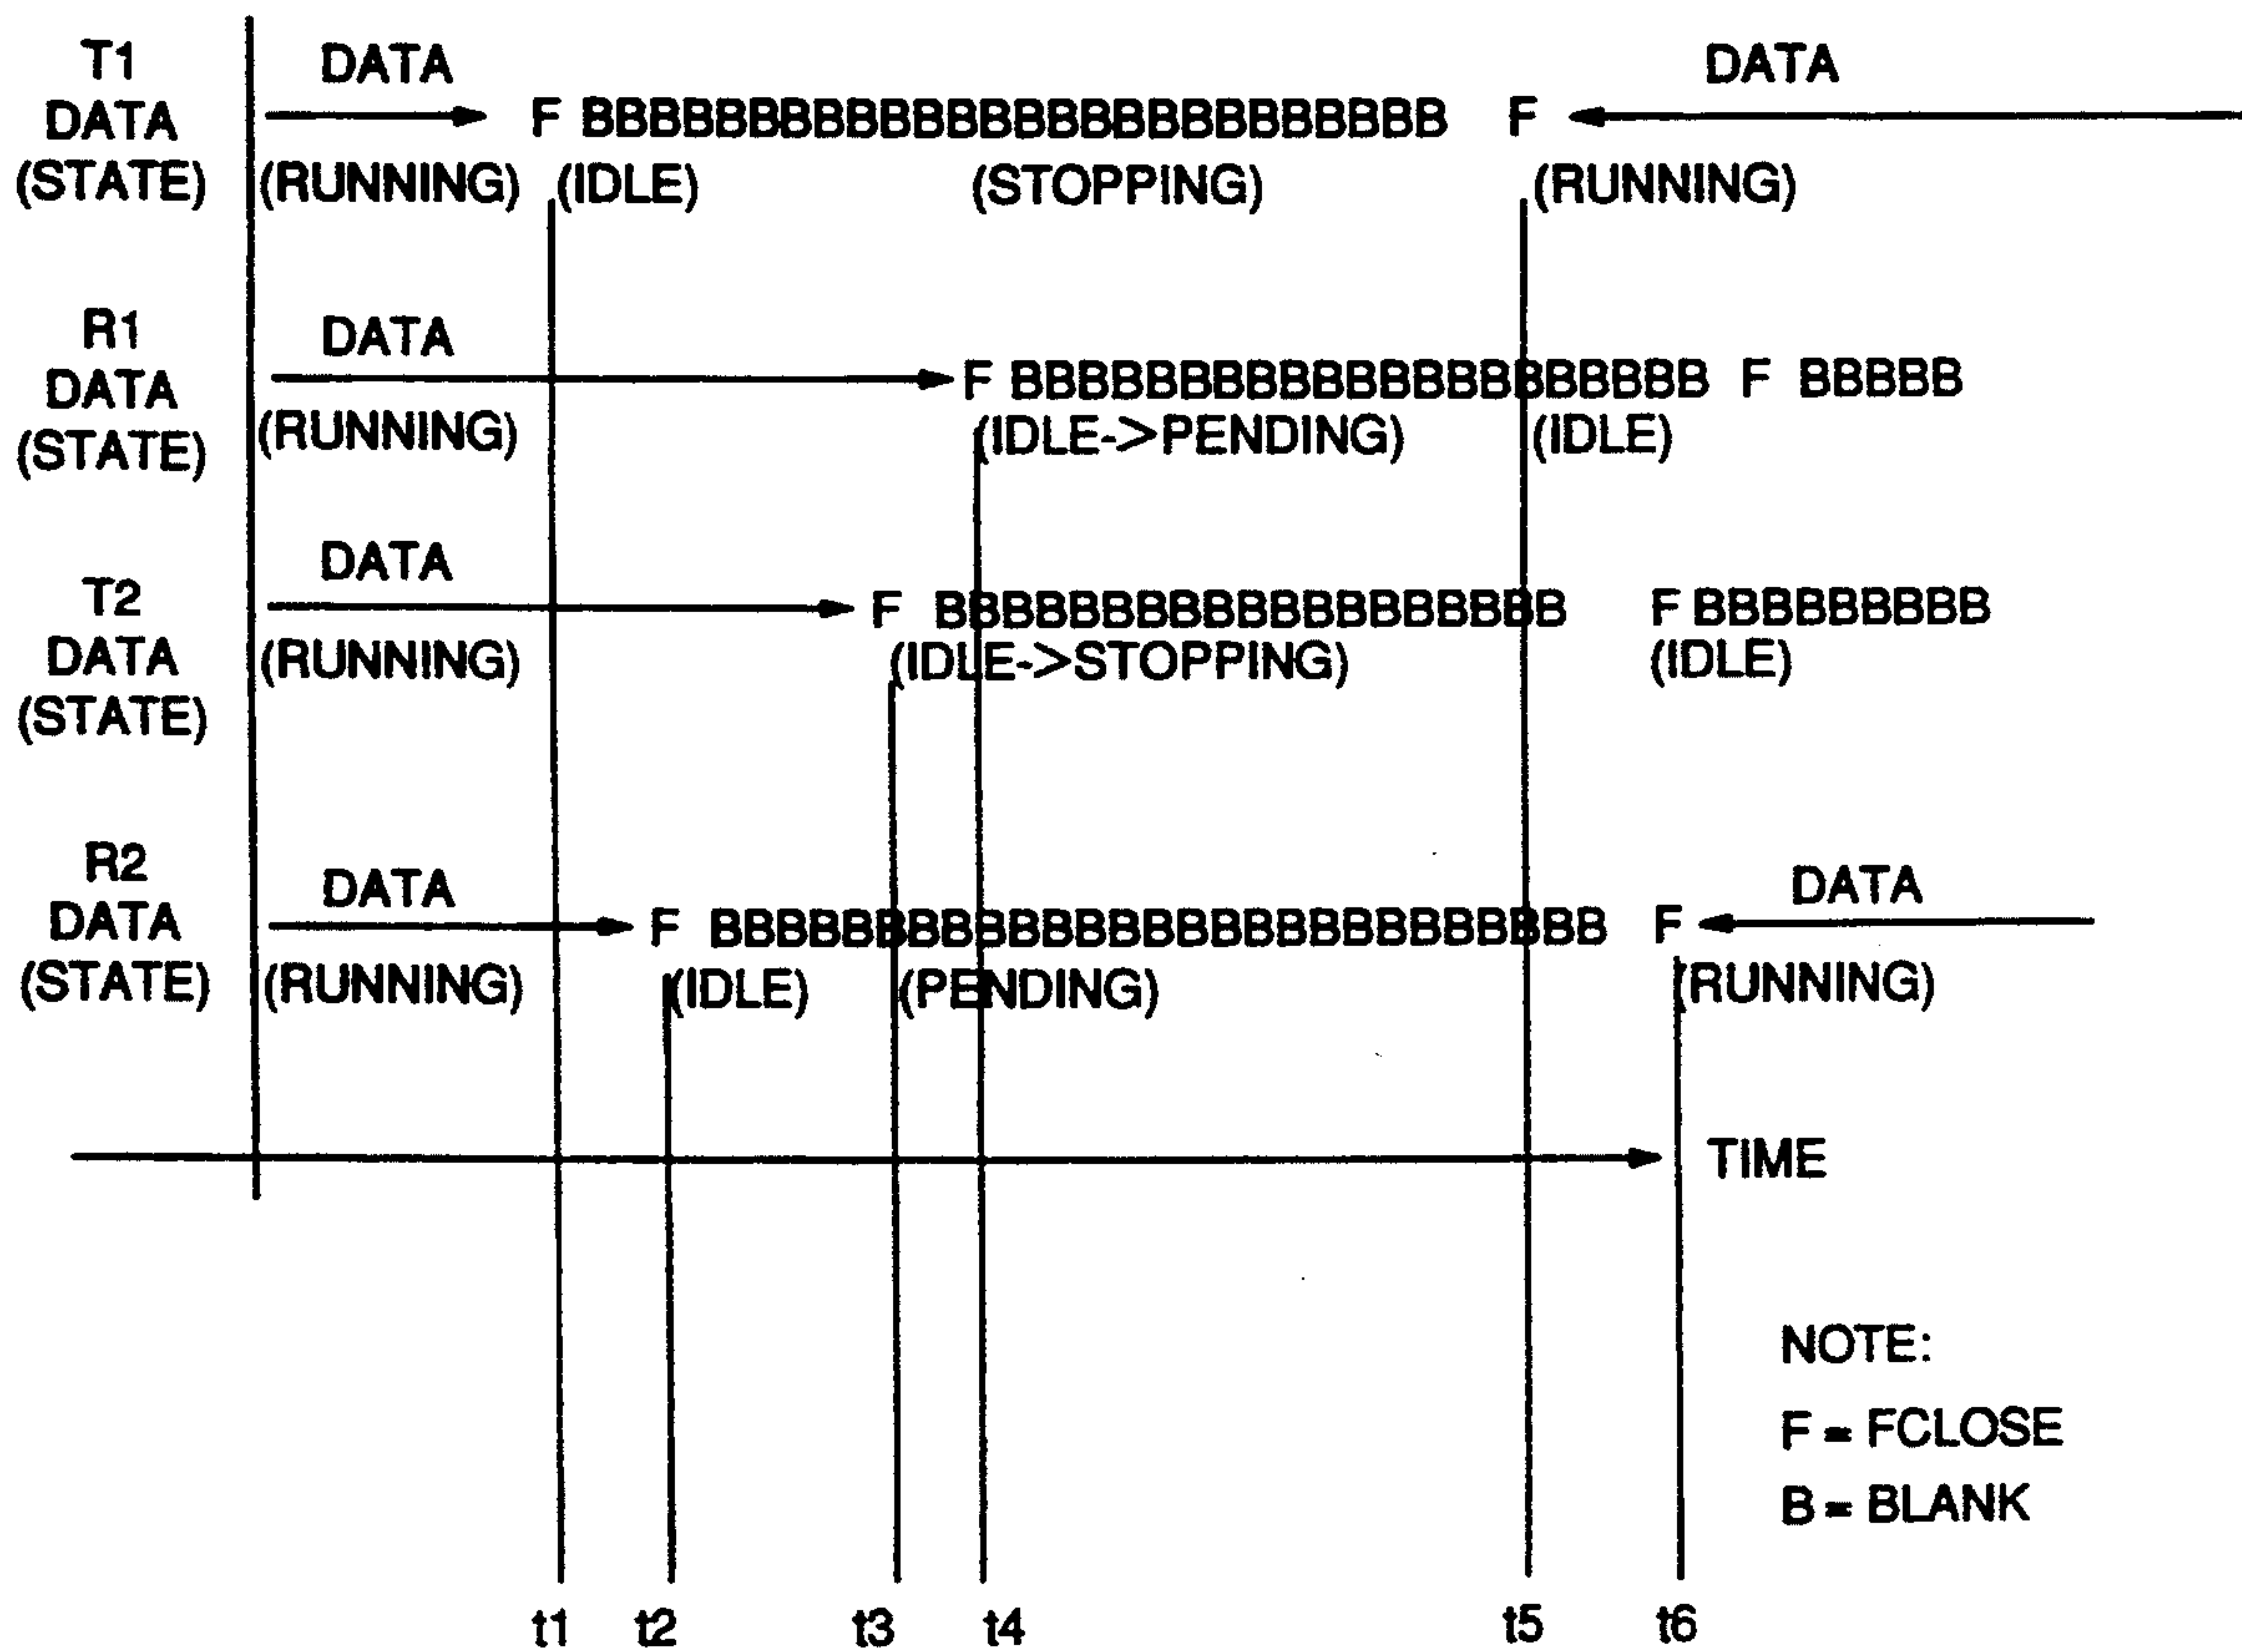 T1
DATA
(STATE)
DATA
F BBBBBBBBBBBBBBBBBBBBBBBBBB F
DATA
(RUNNING) (IDLE) (STOPPING) (RUNNING)
R1
DATA
(STATE)
DATA
F BBBBBBBBBBBBBBBBBBBBB F BBBBB
(RUNNING) (IDLE->PENDING) (IDLE)
T2
DATA
(STATE)
DATA
F BBBBBBBBBBBBBBBBBBB F BBBBBBBBB
(RUNNING) (IDLE->STOPPING) (IDLE)
R2
DATA
(STATE)
DATA
F BBBBBBBBBBBBBBBBBBBBBBBBBBB F
DATA
(RUNNING) (IDLE) (PENDING) (RUNNING)
TIME
NOTE:
F = FCLOSE
B = BLANK
t1 t2 t3 t4 t5 t6